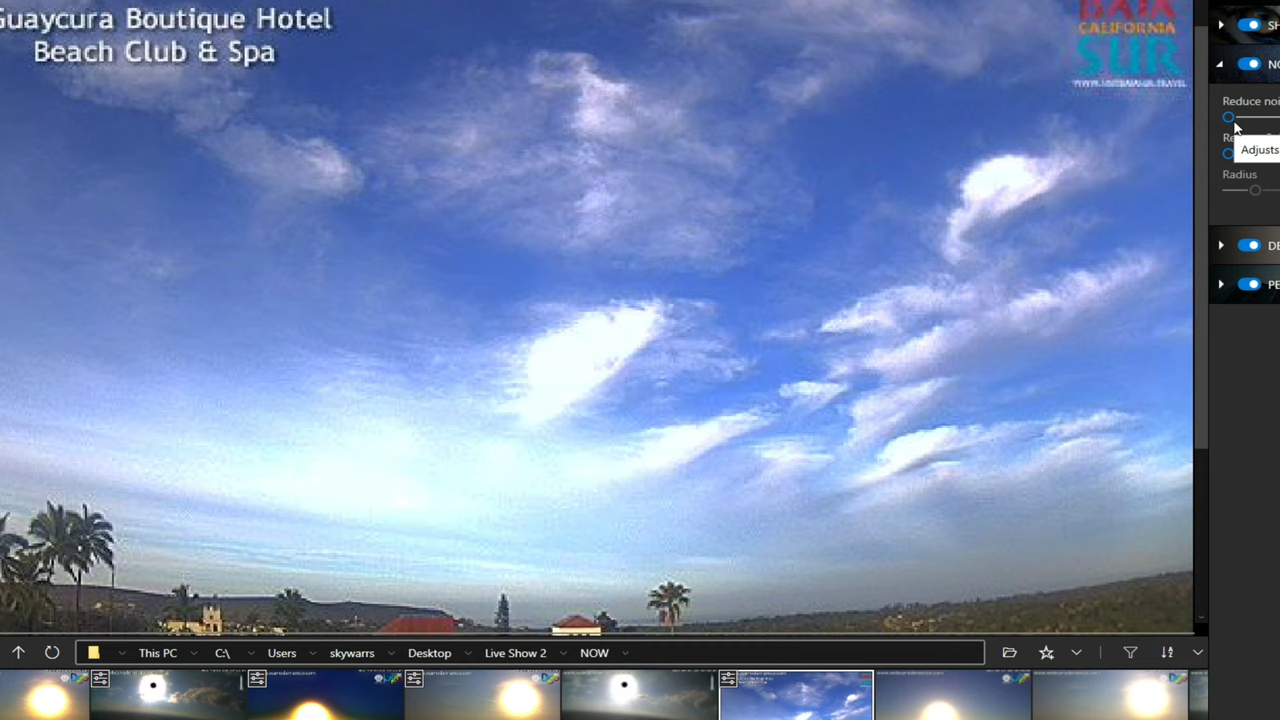 Guaycura Boutique Hotel
Beach Club & Spa
BAJA
CALIFORNIA
SUR
Reduce noi
Adjusts
Radius
This PC
C:\
Users
skywarrs
Desktop
Live Show 2
NOW